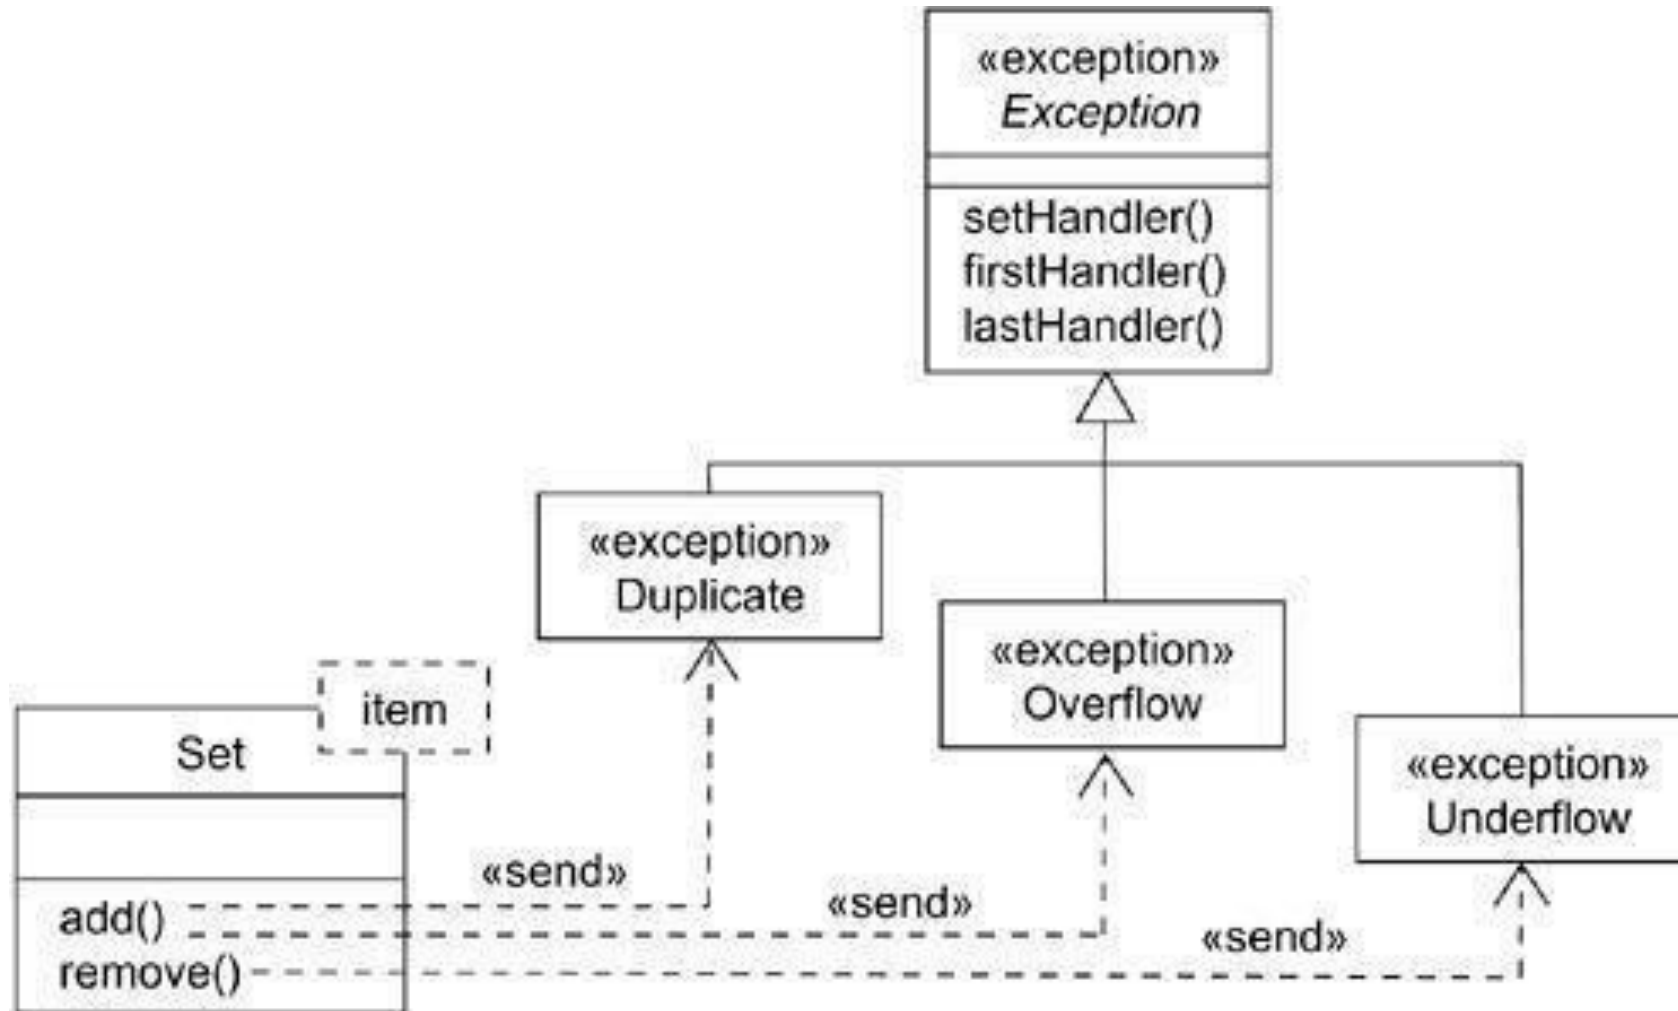 «exception»
Exception
setHandler()
firstHandler()
lastHandler()
«exception»
Duplicate
«exception»
Overflow
«exception»
Underflow
item
Set
add()
remove()
«send»
«send»
«send»